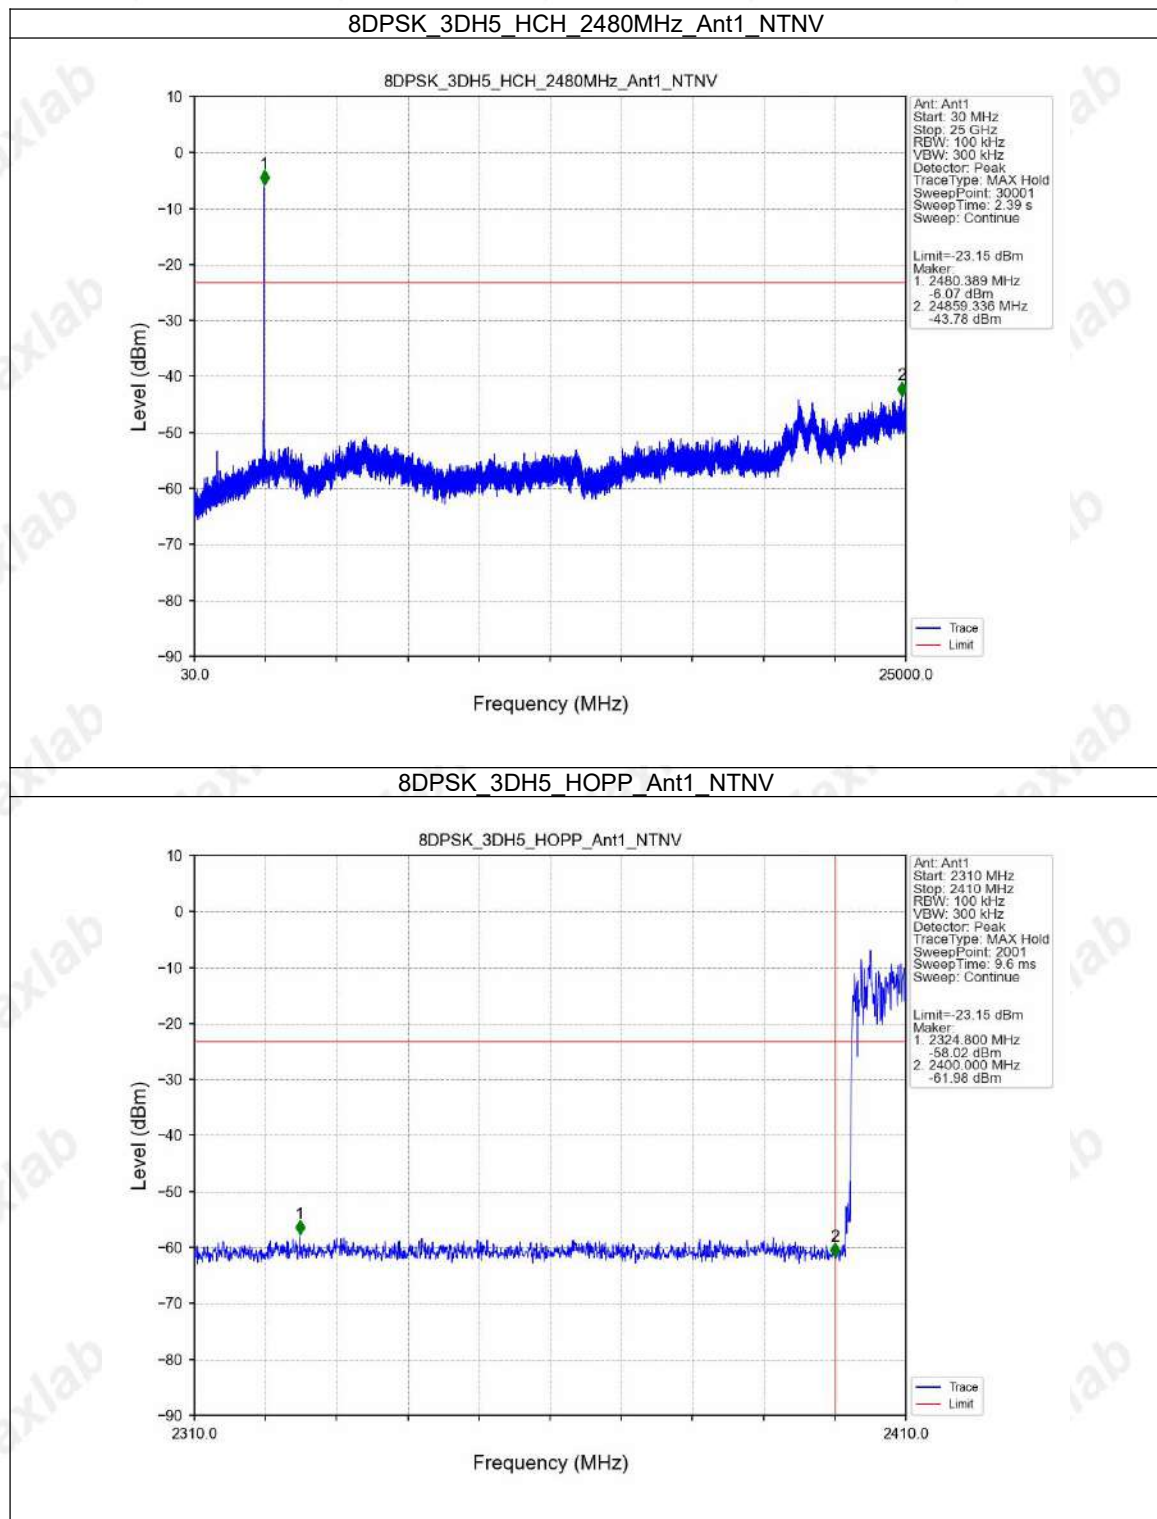 8DPSK_3DH5_HCH_2480MHz_Ant1_NTNV
8DPSK_3DH5_HCH_2480MHz_Ant1_NTNV
10
0
−10
−20
−30
−40
−50
−60
−70
−80
−90
Level (dBm)
1
2
30.0
25000.0
Frequency (MHz)
Ant: Ant1
Start: 30 MHz
Stop: 25 GHz
RBW: 100 kHz
VBW: 300 kHz
Detector: Peak
TraceType: MAX Hold
SweepPoint: 30001
SweepTime: 2.39 s
Sweep: Continue
Limit=-23.15 dBm
Maker:
1. 2480.389 MHz
-6.07 dBm
2. 24859.336 MHz
-43.78 dBm
Trace
Limit
8DPSK_3DH5_HOPP_Ant1_NTNV
8DPSK_3DH5_HOPP_Ant1_NTNV
10
0
−10
−20
−30
−40
−50
−60
−70
−80
−90
Level (dBm)
1
2
2310.0
2410.0
Frequency (MHz)
Ant: Ant1
Start: 2310 MHz
Stop: 2410 MHz
RBW: 100 kHz
VBW: 300 kHz
Detector: Peak
TraceType: MAX Hold
SweepPoint: 2001
SweepTime: 9.6 ms
Sweep: Continue
Limit=-23.15 dBm
Maker:
1. 2324.800 MHz
-58.02 dBm
2. 2400.000 MHz
-61.98 dBm
Trace
Limit